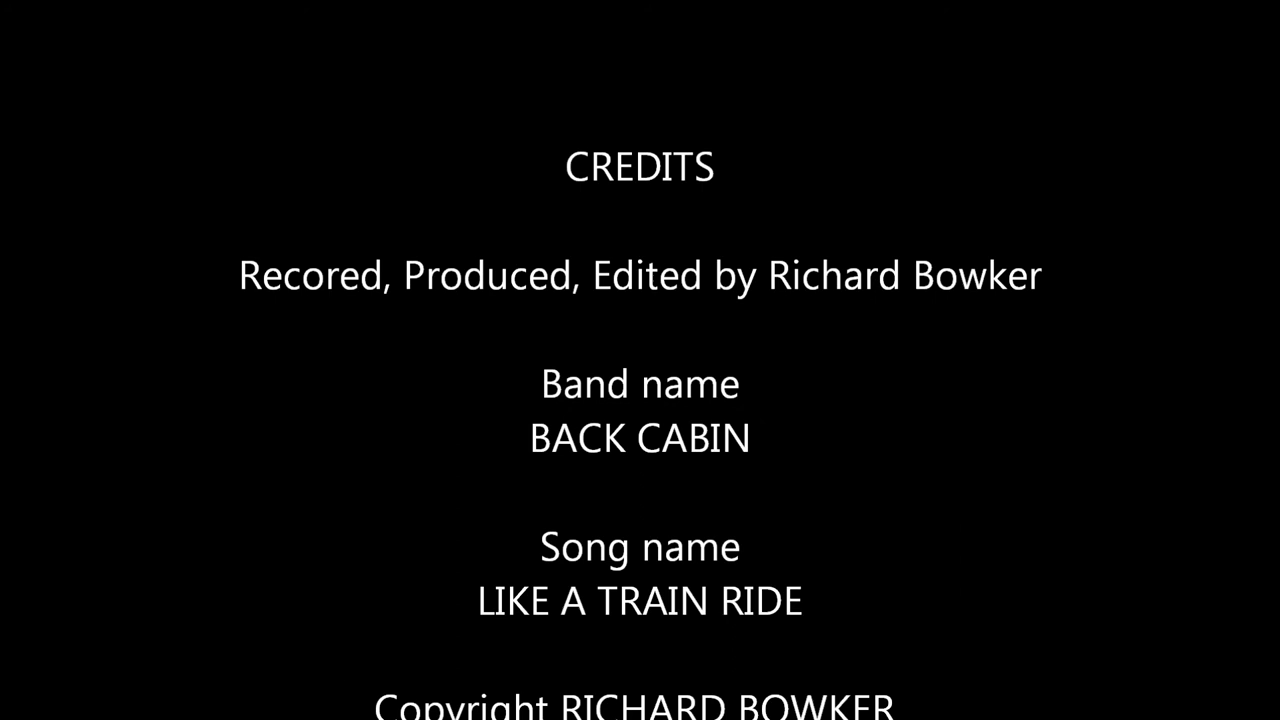 CREDITS
Recored, Produced, Edited by Richard Bowker
Band name
BACK CABIN
Song name
LIKE A TRAIN RIDE
Copyright RICHARD BOWKER